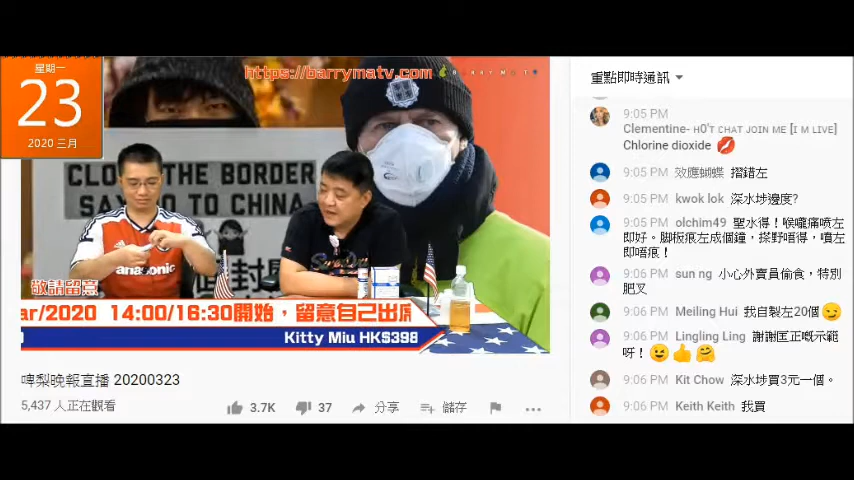 星期一
23
2020 三月
https://barrymatv.com
CLOSE THE BORDER
SAY NO TO CHINA
封
Panasonic
敬請留意
ar/2020 14:00/16:30開始，留意自己出席
Kitty Miu HK$398
啤梨晚報直播 20200323
5,437 人正在觀看
3.7K
37
分享
儲存
重點即時通訊
9:05 PM
Clementine- HO'T CHAT JOIN ME [I M LIVE]
Chlorine dioxide
9:05 PM 效應蝴蝶 摺錯左
9:05 PM kwok lok 深水埗邊度?
9:05 PM olchim49 聖水得！喉嚨痛噴左
即好。脚板痕左成個鐘，搽野唔得，噴左
即唔痕！
9:06 PM sun ng 小心外賣員偷食，特別
肥叉
9:06 PM Meiling Hui 我自製左20個
9:06 PM Lingling Ling 謝謝匡正嘅示範
呀！
9:06 PM Kit Chow 深水埗買3元一個。
9:06 PM Keith Keith 我買